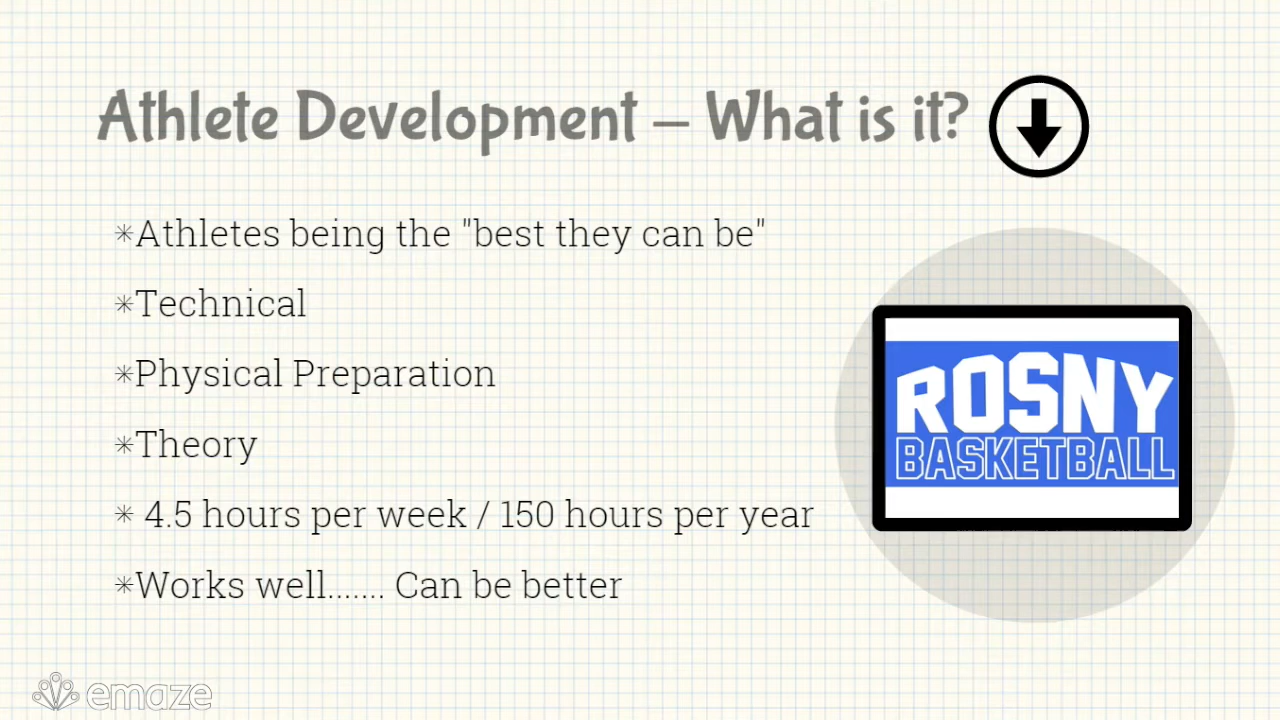 Athlete Development – What is it?
✳Athletes being the "best they can be"
✳Technical
✳Physical Preparation
✳Theory
✳ 4.5 hours per week / 150 hours per year
✳Works well....... Can be better
ROSNY
BASKETBALL
emaze